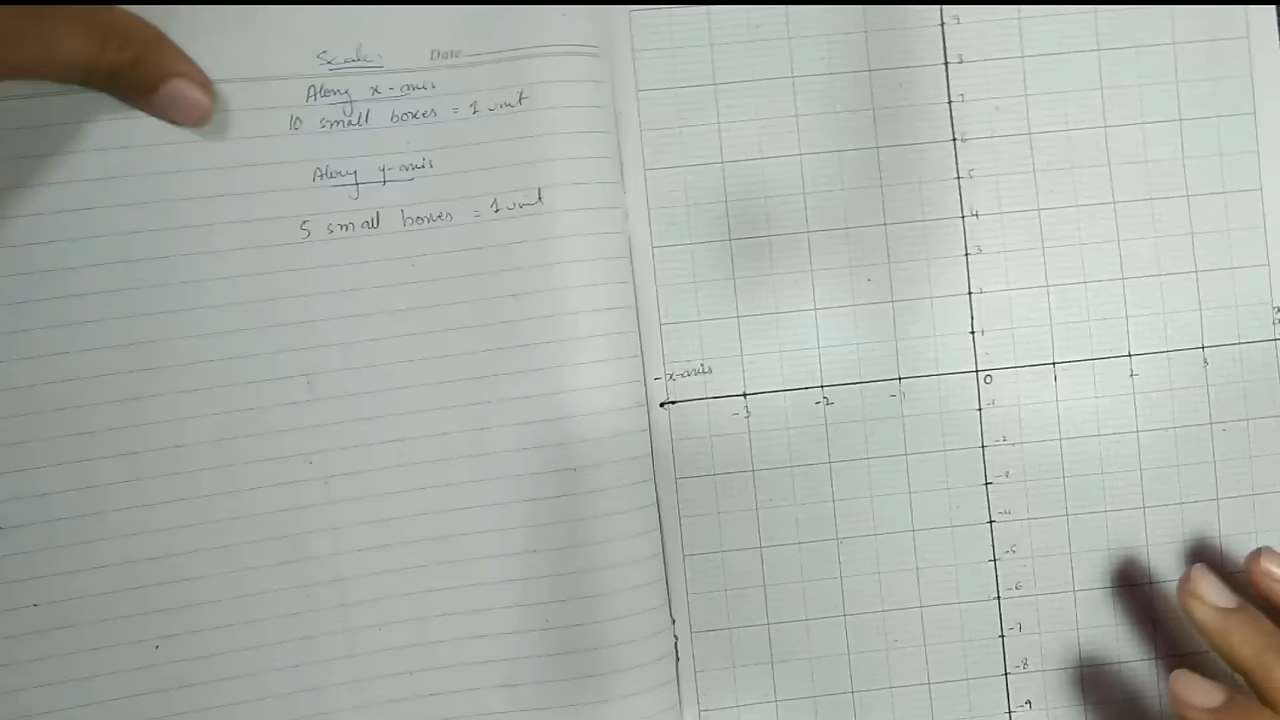 Scale: Date
Along x-axis
10 small boxes = 1 unit
Along y-axis
5 small boxes = 1 unit
9
8
7
6
5
4
3
2
1
-x-axis
-3 -2 -1 0 1 2 3
-1
-2
-3
-4
-5
-6
-7
-8
-9